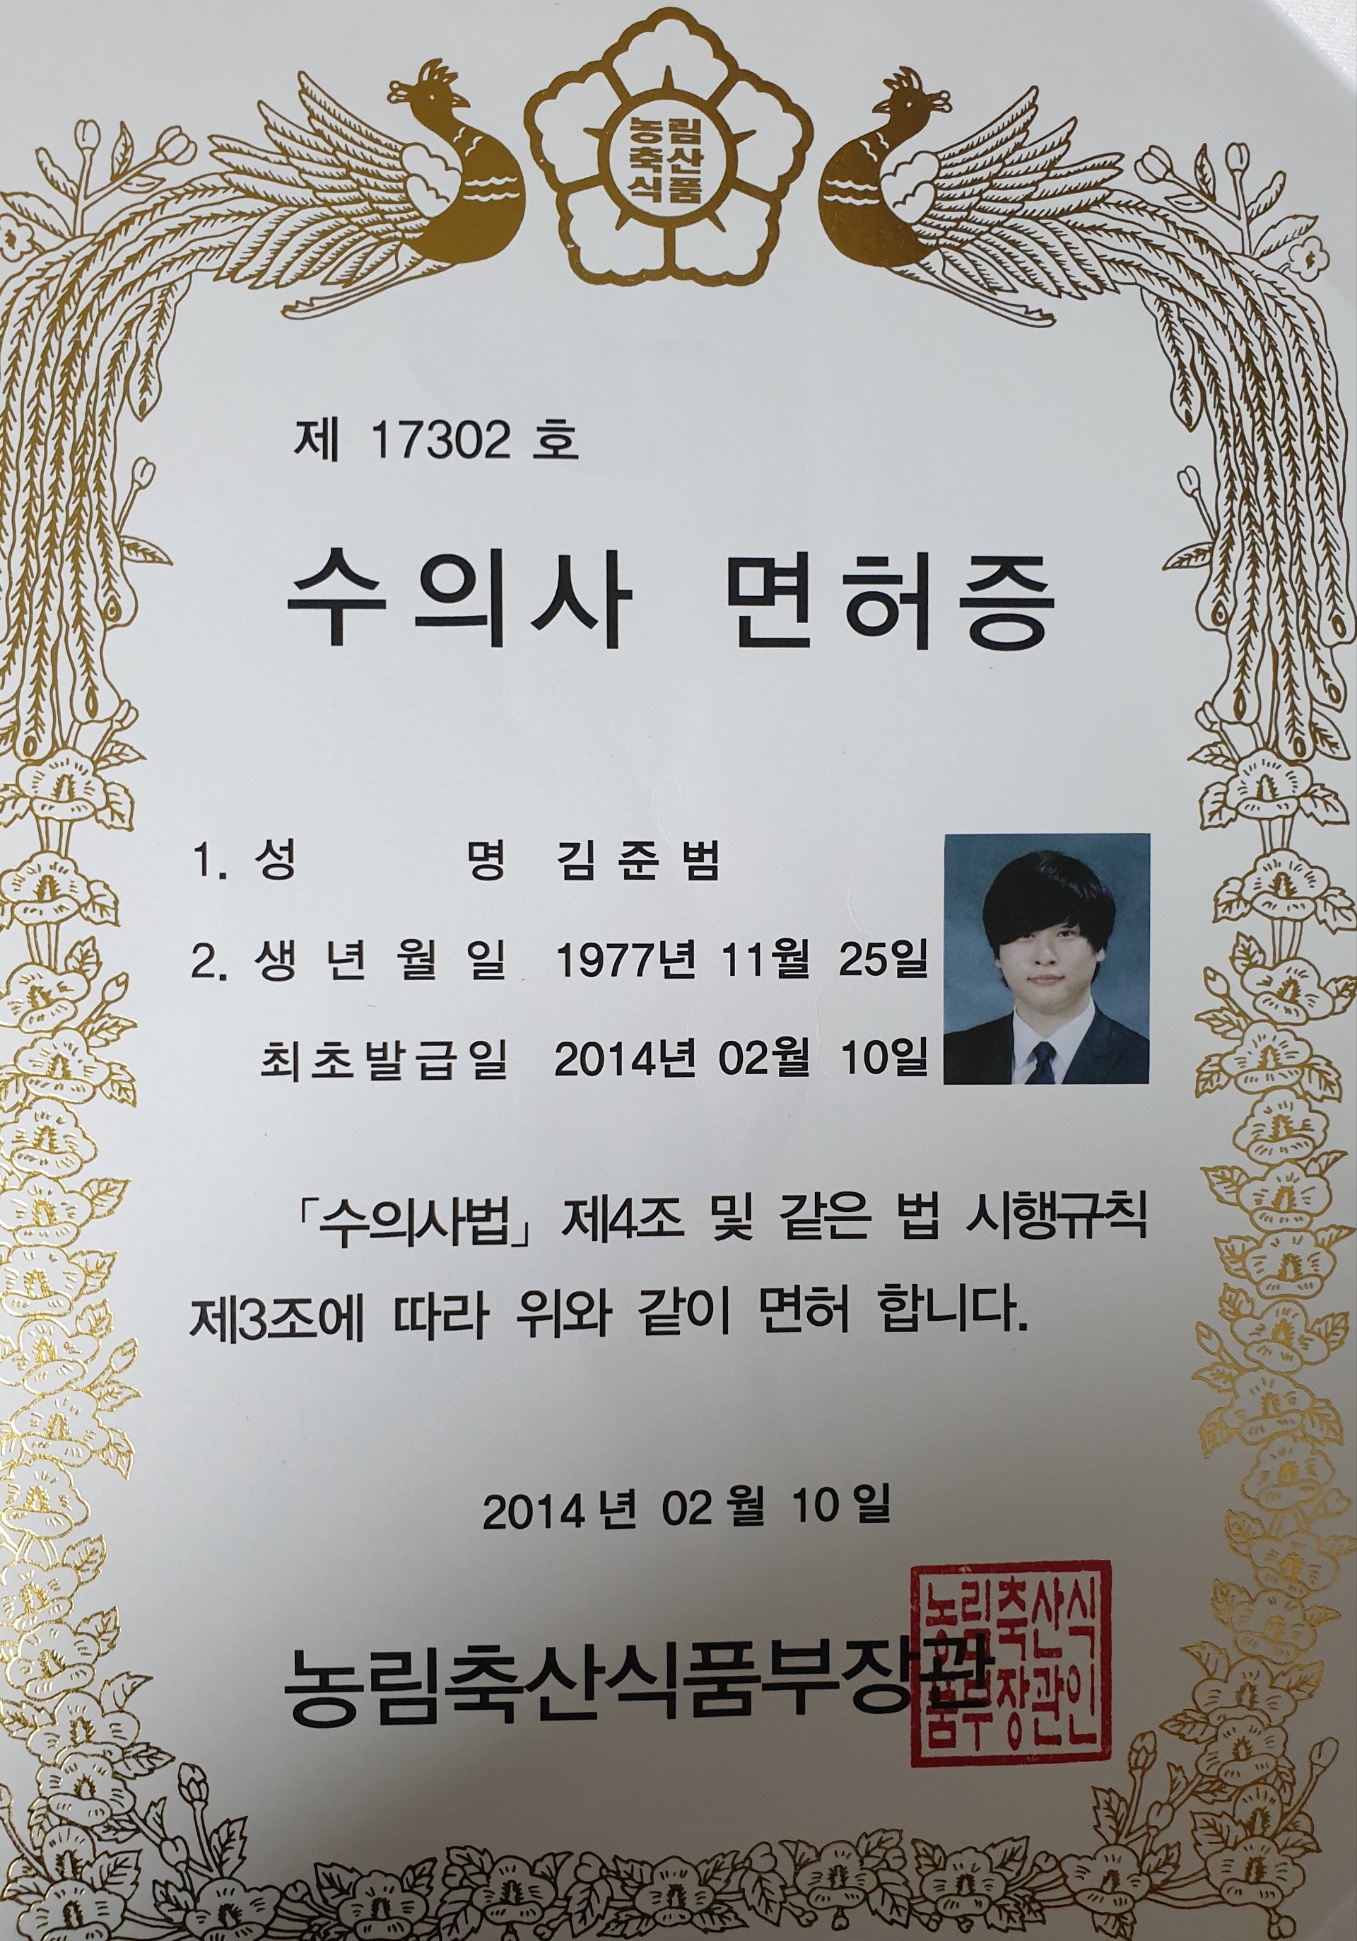 농림
축산
식품
제 17302 호
수의사 면허증
1. 성 명 김 준 범
2. 생 년 월 일 1977년 11월 25일
최초발급일 2014년 02월 10일
「수의사법」 제4조 및 같은 법 시행규칙
제3조에 따라 위와 같이 면허 합니다.
2014 년 02 월 10 일
농림축산식품부장관
농림축산식
품부장관인